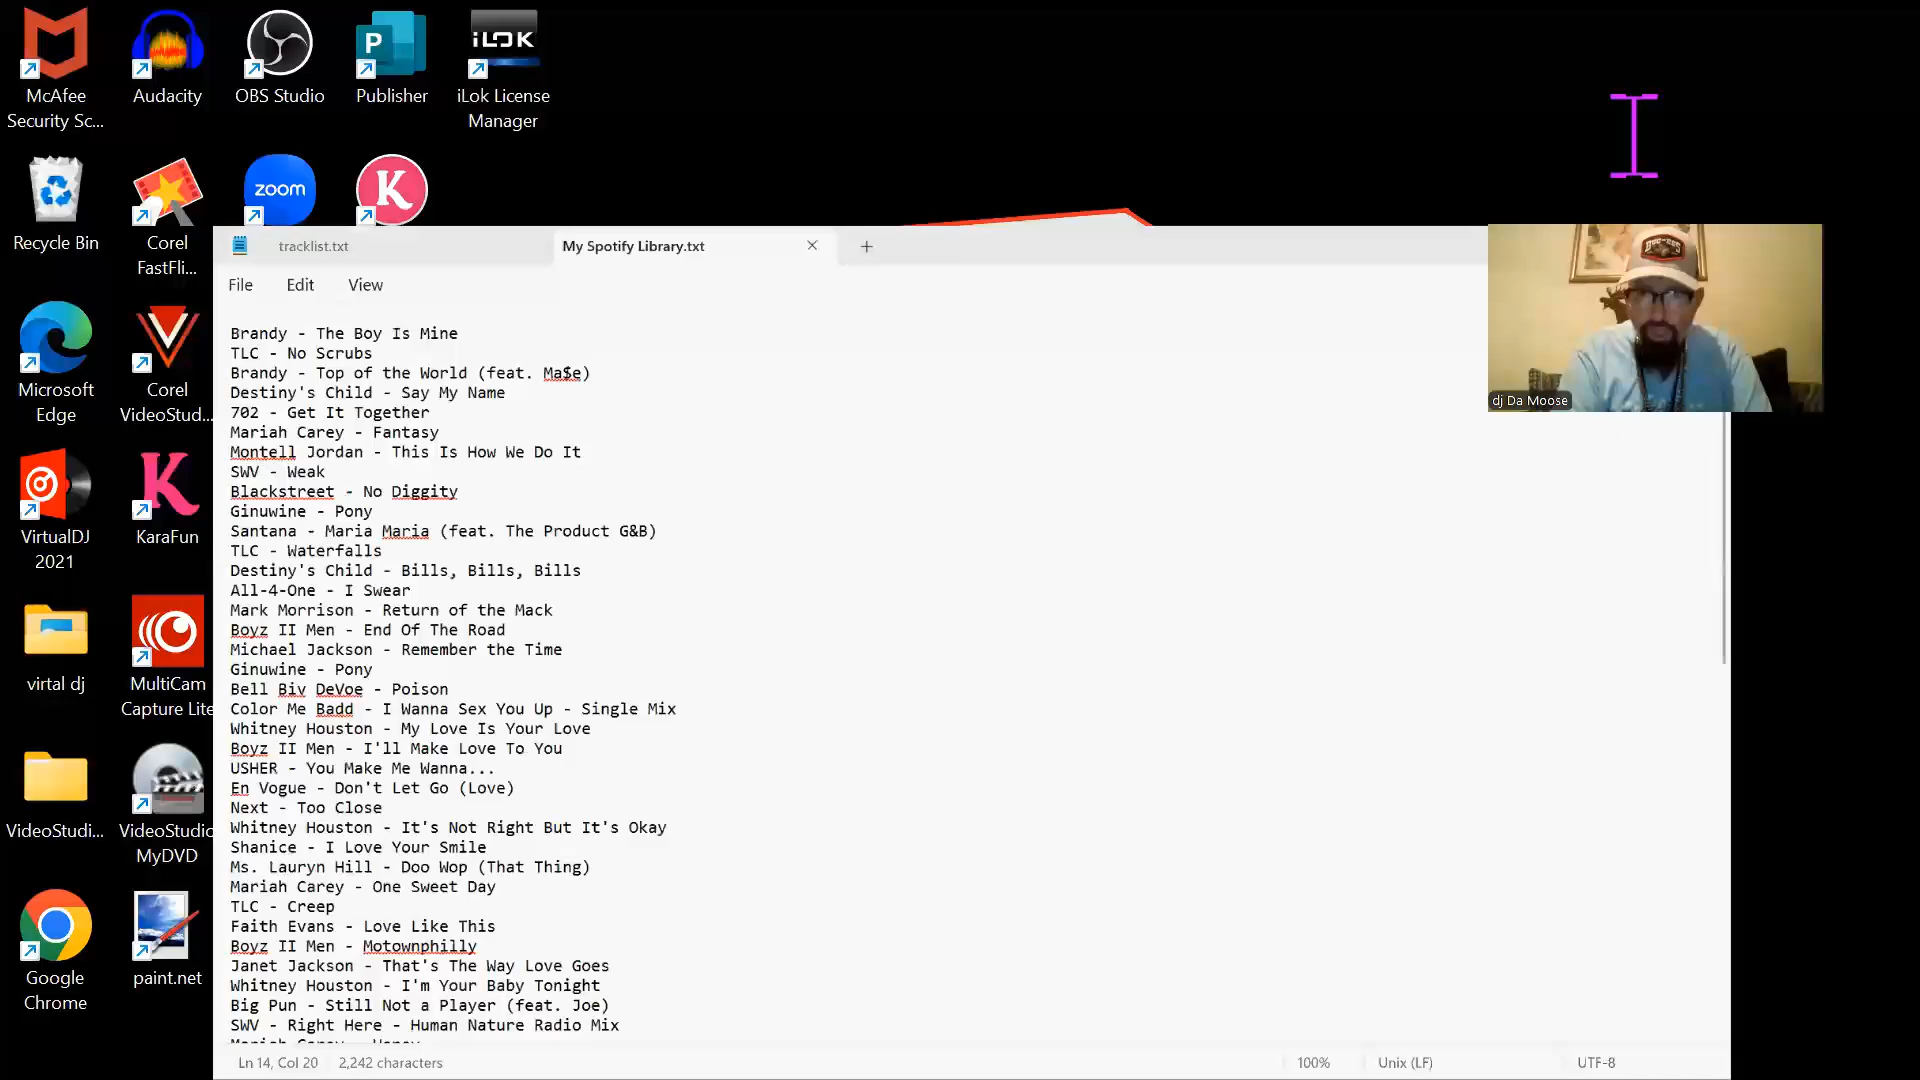 McAfee
Security Sc...
Audacity
OBS Studio
P
Publisher
iLOK
iLok License
Manager
Recycle Bin
Corel
FastFli...
zoom
K
Microsoft
Edge
Corel
VideoStud...
VirtualDJ
2021
K
KaraFun
virtal dj
MultiCam
Capture Lite
VideoStudi...
VideoStudio
MyDVD
Google
Chrome
paint.net
tracklist.txt
My Spotify Library.txt
File Edit View
Brandy - The Boy Is Mine
TLC - No Scrubs
Brandy - Top of the World (feat. Ma$e)
Destiny's Child - Say My Name
702 - Get It Together
Mariah Carey - Fantasy
Montell Jordan - This Is How We Do It
SWV - Weak
Blackstreet - No Diggity
Ginuwine - Pony
Santana - Maria Maria (feat. The Product G&B)
TLC - Waterfalls
Destiny's Child - Bills, Bills, Bills
All-4-One - I Swear
Mark Morrison - Return of the Mack
Boyz II Men - End Of The Road
Michael Jackson - Remember the Time
Ginuwine - Pony
Bell Biv DeVoe - Poison
Color Me Badd - I Wanna Sex You Up - Single Mix
Whitney Houston - My Love Is Your Love
Boyz II Men - I'll Make Love To You
USHER - You Make Me Wanna...
En Vogue - Don't Let Go (Love)
Next - Too Close
Whitney Houston - It's Not Right But It's Okay
Shanice - I Love Your Smile
Ms. Lauryn Hill - Doo Wop (That Thing)
Mariah Carey - One Sweet Day
TLC - Creep
Faith Evans - Love Like This
Boyz II Men - Motownphilly
Janet Jackson - That's The Way Love Goes
Whitney Houston - I'm Your Baby Tonight
Big Pun - Still Not a Player (feat. Joe)
SWV - Right Here - Human Nature Radio Mix
Mariah Carey - Honey
Ln 14, Col 20 2,242 characters 100% Unix (LF) UTF-8
dj Da Moose